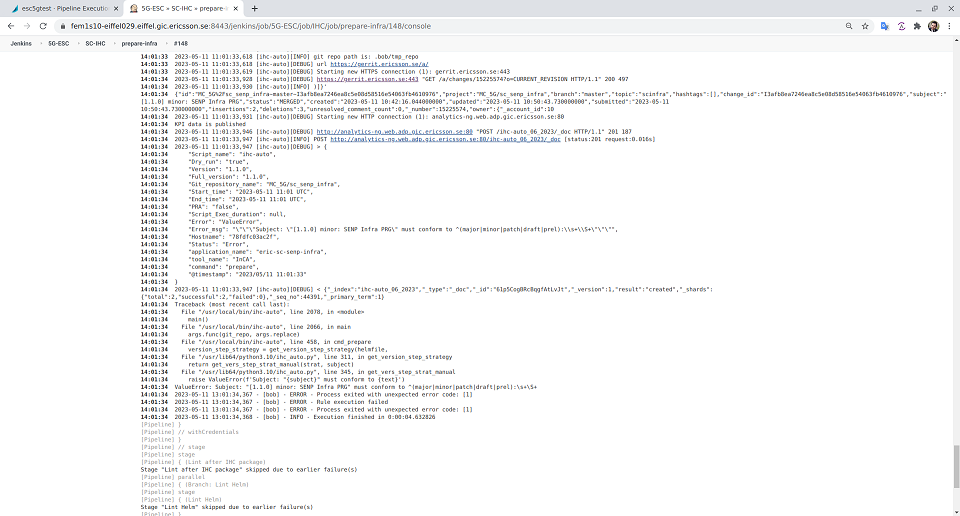 esc5gtest - Pipeline Execution
5G-ESC » SC-IHC » prepare-
fem1s10-eiffel029.eiffel.gic.ericsson.se:8443/jenkins/job/5G-ESC/job/IHC/job/prepare-infra/148/console
Jenkins › 5G-ESC › SC-IHC › prepare-infra › #148
14:01:33 2023-05-11 11:01:33,618 [ihc-auto][INFO] git repo path is: .bob/tmp_repo
14:01:33 2023-05-11 11:01:33,618 [ihc-auto][DEBUG] url https://gerrit.ericsson.se/a/
14:01:33 2023-05-11 11:01:33,619 [ihc-auto][DEBUG] Starting new HTTPS connection (1): gerrit.ericsson.se:443
14:01:34 2023-05-11 11:01:33,928 [ihc-auto][DEBUG] https://gerrit.ericsson.se:443 "GET /a/changes/15225574?o=CURRENT_REVISION HTTP/1.1" 200 497
14:01:34 2023-05-11 11:01:33,930 [ihc-auto][INFO] )]}'
14:01:34 {"id":"MC_5G%2Fsc_senp_infra~master~I3afb8ea7246ea8c5e08d58516e54063fb4610976","project":"MC_5G/sc_senp_infra","branch":"master","topic":"scinfra","hashtags":[],"change_id":"I3afb8ea7246ea8c5e08d58516e54063fb4610976","subject":"
[1.1.0] minor: SENP Infra PRG","status":"MERGED","created":"2023-05-11 10:42:16.044000000","updated":"2023-05-11 10:50:43.730000000","submitted":"2023-05-11
10:50:43.730000000","insertions":2,"deletions":3,"unresolved_comment_count":0,"_number":15225574,"owner":{"_account_id":10
14:01:34 2023-05-11 11:01:33,931 [ihc-auto][DEBUG] Starting new HTTP connection (1): analytics-ng.web.adp.gic.ericsson.se:80
14:01:34 KPI data is published
14:01:34 2023-05-11 11:01:33,946 [ihc-auto][DEBUG] http://analytics-ng.web.adp.gic.ericsson.se:80 "POST /ihc-auto_06_2023/_doc HTTP/1.1" 201 187
14:01:34 2023-05-11 11:01:33,947 [ihc-auto][INFO] POST http://analytics-ng.web.adp.gic.ericsson.se:80/ihc-auto_06_2023/_doc [status:201 request:0.016s]
14:01:34 2023-05-11 11:01:33,947 [ihc-auto][DEBUG] > {
14:01:34 "Script_name": "ihc-auto",
14:01:34 "Dry_run": "true",
14:01:34 "Version": "1.1.0",
14:01:34 "Full_version": "1.1.0",
14:01:34 "Git_repository_name": "MC_5G/sc_senp_infra",
14:01:34 "Start_time": "2023-05-11 11:01 UTC",
14:01:34 "End_time": "2023-05-11 11:01 UTC",
14:01:34 "PRA": "false",
14:01:34 "Script_Exec_duration": null,
14:01:34 "Error": "ValueError",
14:01:34 "Error_msg": "\"\"\"Subject: \"[1.1.0] minor: SENP Infra PRG\" must conform to ^(major|minor|patch|draft|prel):\\s+\\S+\"\"\"",
14:01:34 "Hostname": "78fdfc03ac2f",
14:01:34 "Status": "Error",
14:01:34 "application_name": "eric-sc-senp-infra",
14:01:34 "tool_name": "InCA",
14:01:34 "command": "prepare",
14:01:34 "@timestamp": "2023/05/11 11:01:33"
14:01:34 }
14:01:34 2023-05-11 11:01:33,947 [ihc-auto][DEBUG] < {"_index":"ihc-auto_06_2023","_type":"_doc","_id":"61p5CogBRcBqgfAtLvJt","_version":1,"result":"created","_shards":
{"total":2,"successful":2,"failed":0},"_seq_no":44391,"_primary_term":1}
14:01:34 Traceback (most recent call last):
14:01:34 File "/usr/local/bin/ihc-auto", line 2078, in <module>
14:01:34 main()
14:01:34 File "/usr/local/bin/ihc-auto", line 2066, in main
14:01:34 args.func(git_repo, args.replace)
14:01:34 File "/usr/local/bin/ihc-auto", line 458, in cmd_prepare
14:01:34 version_step_strategy = get_version_step_strategy(helmfile,
14:01:34 File "/usr/lib64/python3.10/ihc_auto.py", line 311, in get_version_step_strategy
14:01:34 return get_vers_step_strat_manual(strat, subject)
14:01:34 File "/usr/lib64/python3.10/ihc_auto.py", line 345, in get_vers_step_strat_manual
14:01:34 raise ValueError(f'Subject: "{subject}" must conform to {text}')
14:01:34 ValueError: Subject: "[1.1.0] minor: SENP Infra PRG" must conform to ^(major|minor|patch|draft|prel):\s+\S+
14:01:34 2023-05-11 13:01:34,367 - [bob] - ERROR - Process exited with unexpected error code: [1]
14:01:34 2023-05-11 13:01:34,367 - [bob] - ERROR - Rule execution failed
14:01:34 2023-05-11 13:01:34,367 - [bob] - ERROR - Process exited with unexpected error code: [1]
14:01:34 2023-05-11 13:01:34,368 - [bob] - INFO - Execution finished in 0:00:04.632826
[Pipeline] }
[Pipeline] // withCredentials
[Pipeline] }
[Pipeline] // stage
[Pipeline] stage
[Pipeline] { (Lint after IHC package)
Stage "Lint after IHC package" skipped due to earlier failure(s)
[Pipeline] parallel
[Pipeline] { (Branch: Lint Helm)
[Pipeline] stage
[Pipeline] { (Lint Helm)
Stage "Lint Helm" skipped due to earlier failure(s)
[Pipeline] }